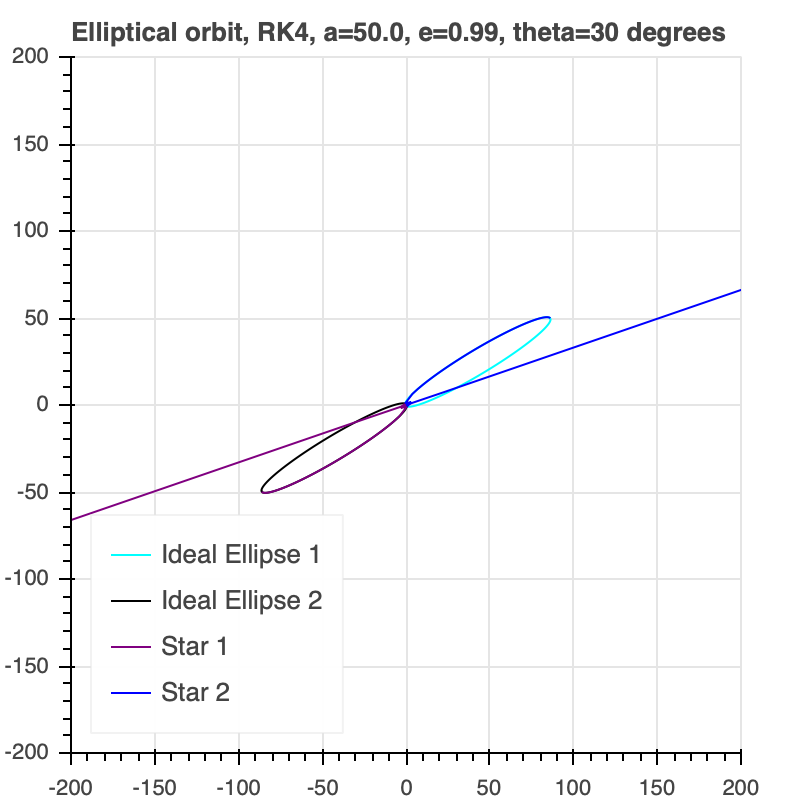 Elliptical orbit, RK4, a=50.0, e=0.99, theta=30 degrees
200
150
100
50
0
-50
-100
-150
-200
Ideal Ellipse 1
Ideal Ellipse 2
Star 1
Star 2
-200 -150 -100 -50 0 50 100 150 200